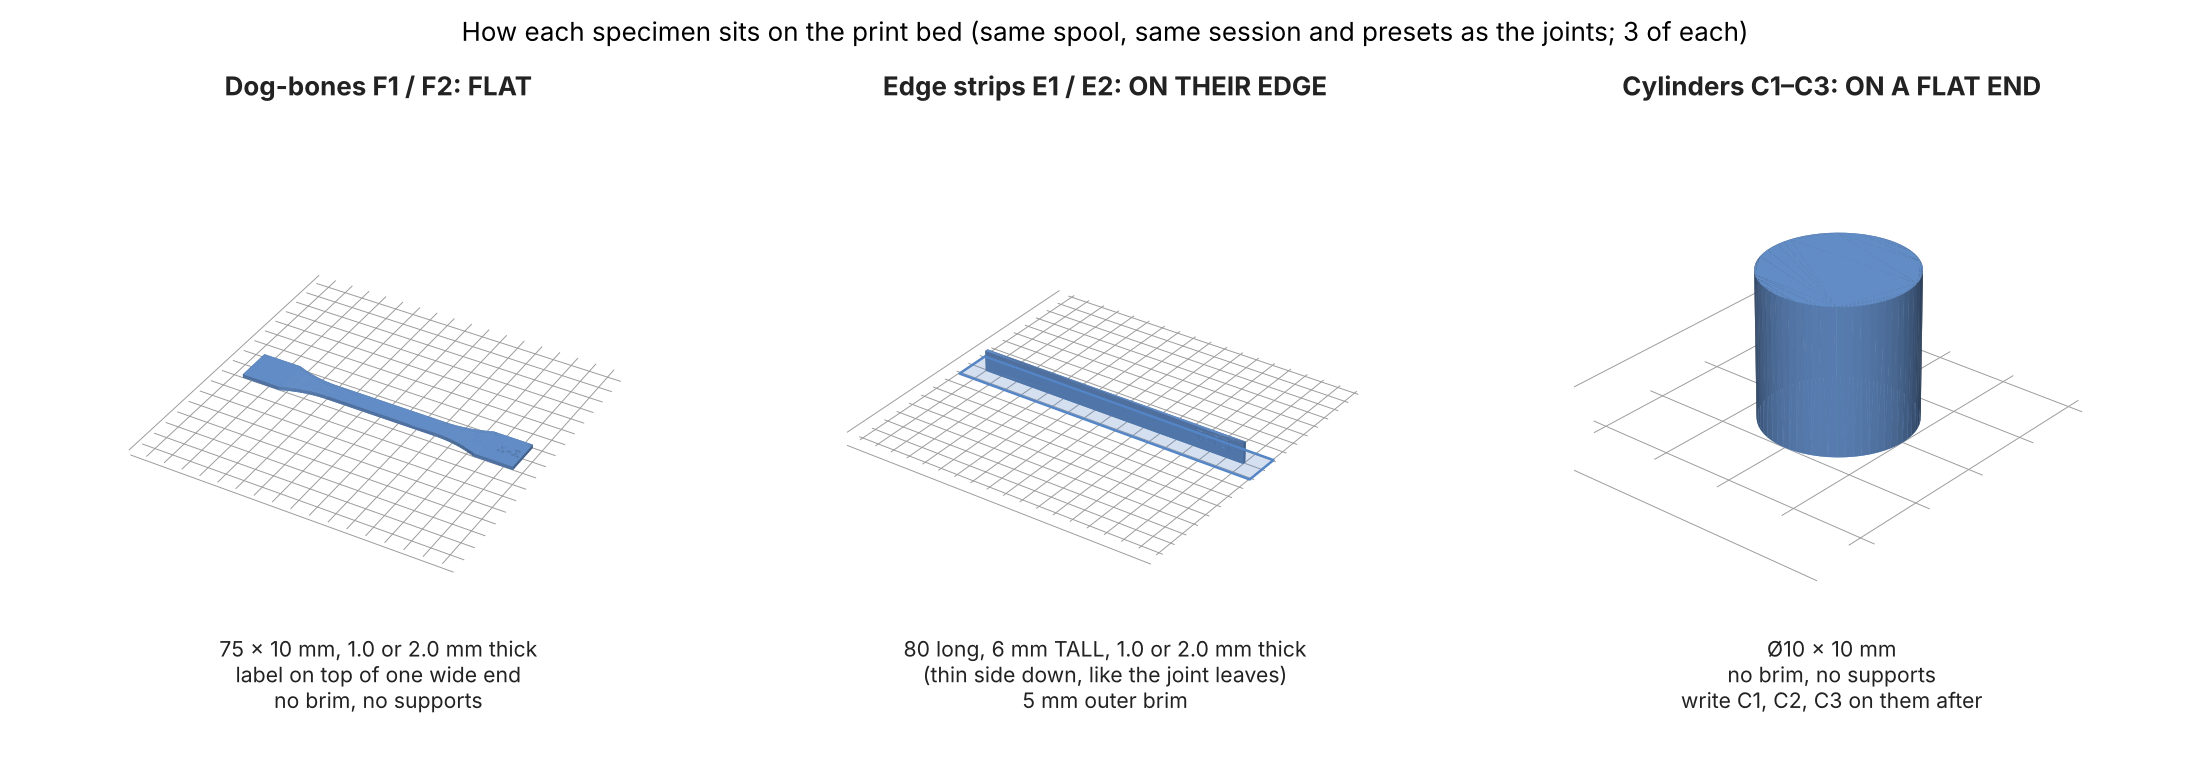 How each specimen sits on the print bed (same spool, same session and presets as the joints; 3 of each)
Dog-bones F1 / F2: FLAT
75 × 10 mm, 1.0 or 2.0 mm thick
label on top of one wide end
no brim, no supports
Edge strips E1 / E2: ON THEIR EDGE
80 long, 6 mm TALL, 1.0 or 2.0 mm thick
(thin side down, like the joint leaves)
5 mm outer brim
Cylinders C1–C3: ON A FLAT END
Ø10 × 10 mm
no brim, no supports
write C1, C2, C3 on them after